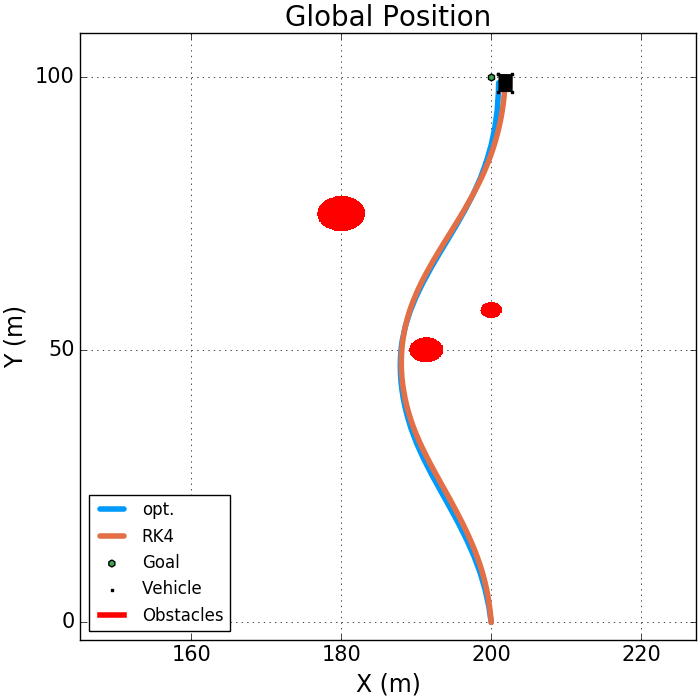 Global Position
100
50
0
Y (m)
opt.
RK4
Goal
Vehicle
Obstacles
160 180 200 220
X (m)